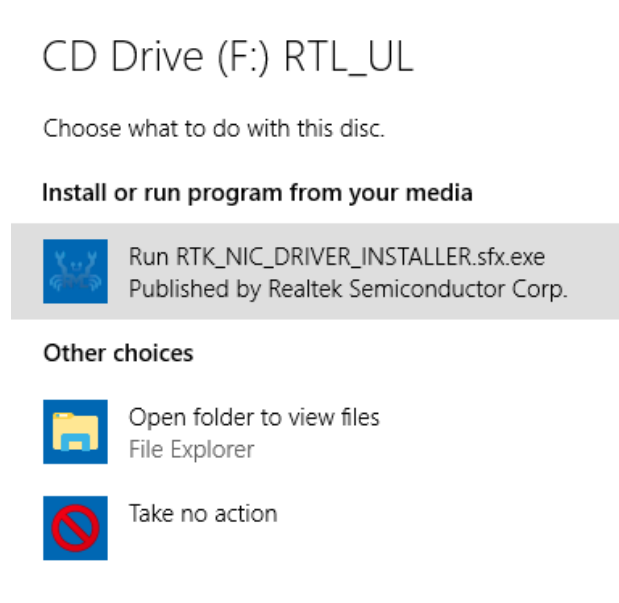 CD Drive (F:) RTL_UL
Choose what to do with this disc.
Install or run program from your media
Run RTK_NIC_DRIVER_INSTALLER.sfx.exe
Published by Realtek Semiconductor Corp.
Other choices
Open folder to view files
File Explorer
Take no action